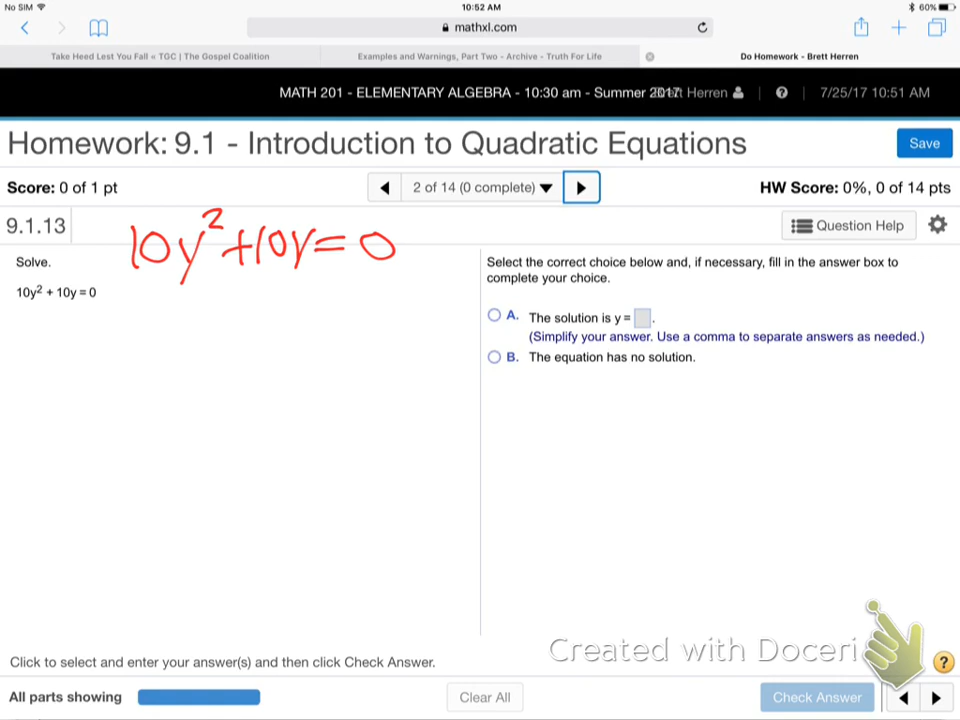 No SIM 10:52 AM 60%
mathxl.com
Take Heed Lest You Fall « TGC | The Gospel Coalition Examples and Warnings, Part Two - Archive - Truth For Life Do Homework - Brett Herren
MATH 201 - ELEMENTARY ALGEBRA - 10:30 am - Summer 2017 Herren ? 7/25/17 10:51 AM
Homework: 9.1 - Introduction to Quadratic Equations Save
Score: 0 of 1 pt 2 of 14 (0 complete) HW Score: 0%, 0 of 14 pts
9.1.13 Question Help
10y²+10y=0
Solve.
10y² + 10y = 0
Select the correct choice below and, if necessary, fill in the answer box to
complete your choice.
A. The solution is y = .
(Simplify your answer. Use a comma to separate answers as needed.)
B. The equation has no solution.
Created with Doceri
Click to select and enter your answer(s) and then click Check Answer.
?
All parts showing Clear All Check Answer